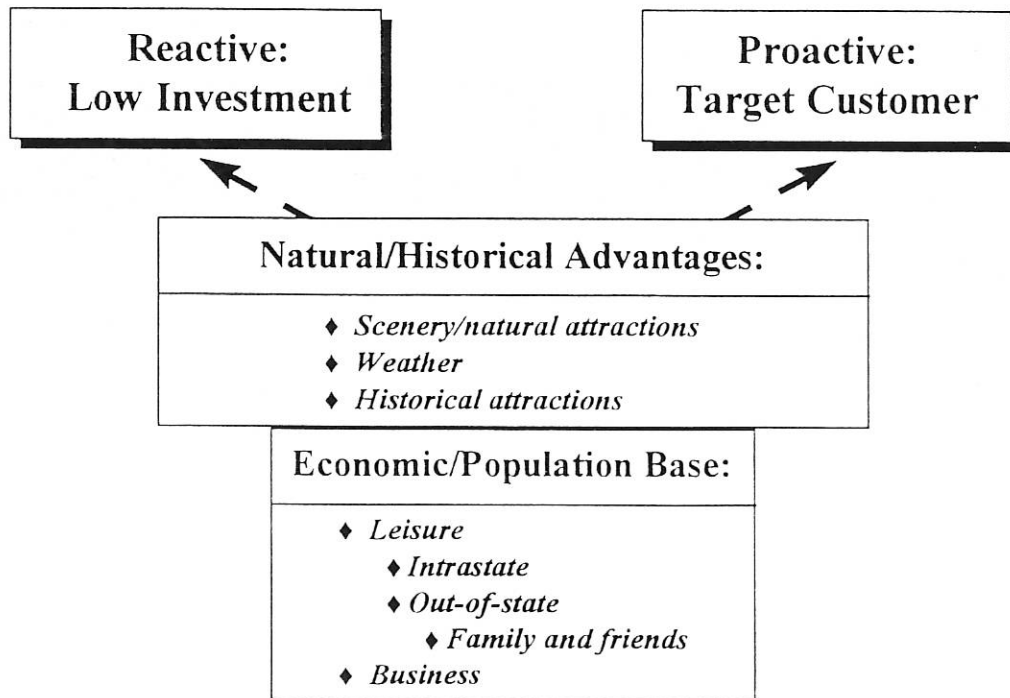 Reactive:
Low Investment
Proactive:
Target Customer
Natural/Historical Advantages:
♦ Scenery/natural attractions
♦ Weather
♦ Historical attractions
Economic/Population Base:
♦ Leisure
♦ Intrastate
♦ Out-of-state
♦ Family and friends
♦ Business